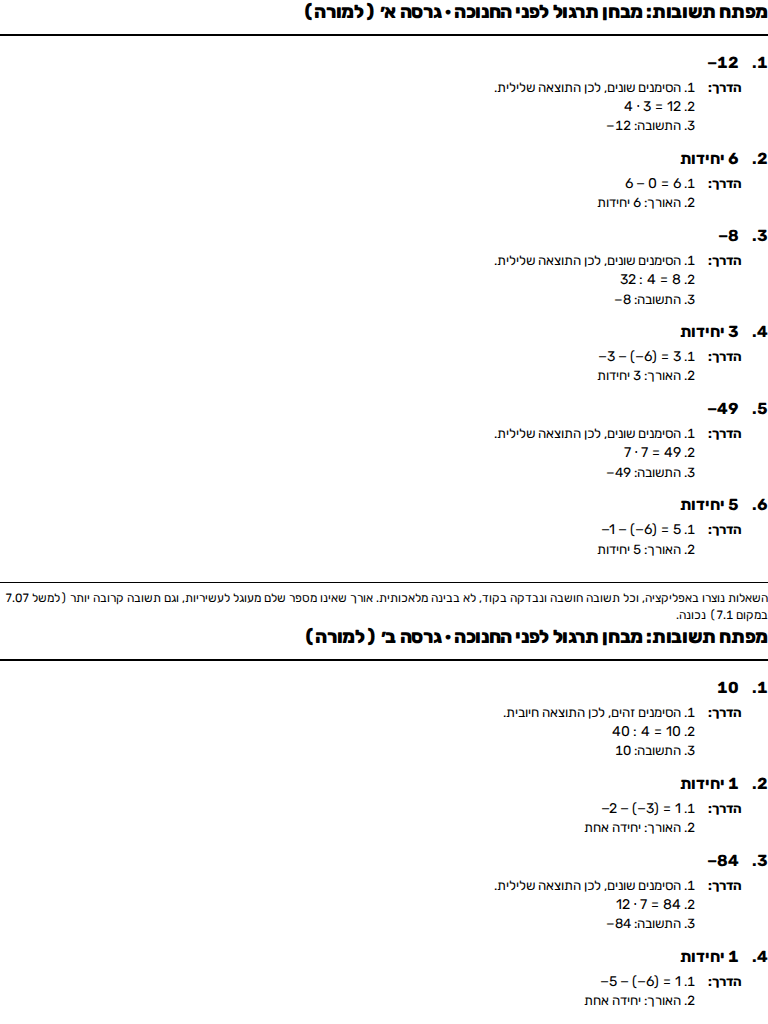 מפתח תשובות: מבחן תרגול לפני החנוכה · גרסה א׳ (למורה)
1. −12
הדרך: 1. הסימנים שונים, לכן התוצאה שלילית.
2. 4 · 3 = 12
3. התשובה: −12
2. 6 יחידות
הדרך: 1. 6 − 0 = 6
2. האורך: 6 יחידות
3. −8
הדרך: 1. הסימנים שונים, לכן התוצאה שלילית.
2. 32 : 4 = 8
3. התשובה: −8
4. 3 יחידות
הדרך: 1. −3 − (−6) = 3
2. האורך: 3 יחידות
5. −49
הדרך: 1. הסימנים שונים, לכן התוצאה שלילית.
2. 7 · 7 = 49
3. התשובה: −49
6. 5 יחידות
הדרך: 1. −1 − (−6) = 5
2. האורך: 5 יחידות
השאלות נוצרו באפליקציה, וכל תשובה חושבה ונבדקה בקוד, לא בבינה מלאכותית. אורך שאינו מספר שלם מעוגל לעשיריות, וגם תשובה קרובה יותר (למשל 7.07
במקום 7.1) נכונה.
מפתח תשובות: מבחן תרגול לפני החנוכה · גרסה ב׳ (למורה)
1. 10
הדרך: 1. הסימנים זהים, לכן התוצאה חיובית.
2. 40 : 4 = 10
3. התשובה: 10
2. 1 יחידות
הדרך: 1. −2 − (−3) = 1
2. האורך: יחידה אחת
3. −84
הדרך: 1. הסימנים שונים, לכן התוצאה שלילית.
2. 12 · 7 = 84
3. התשובה: −84
4. 1 יחידות
הדרך: 1. −5 − (−6) = 1
2. האורך: יחידה אחת